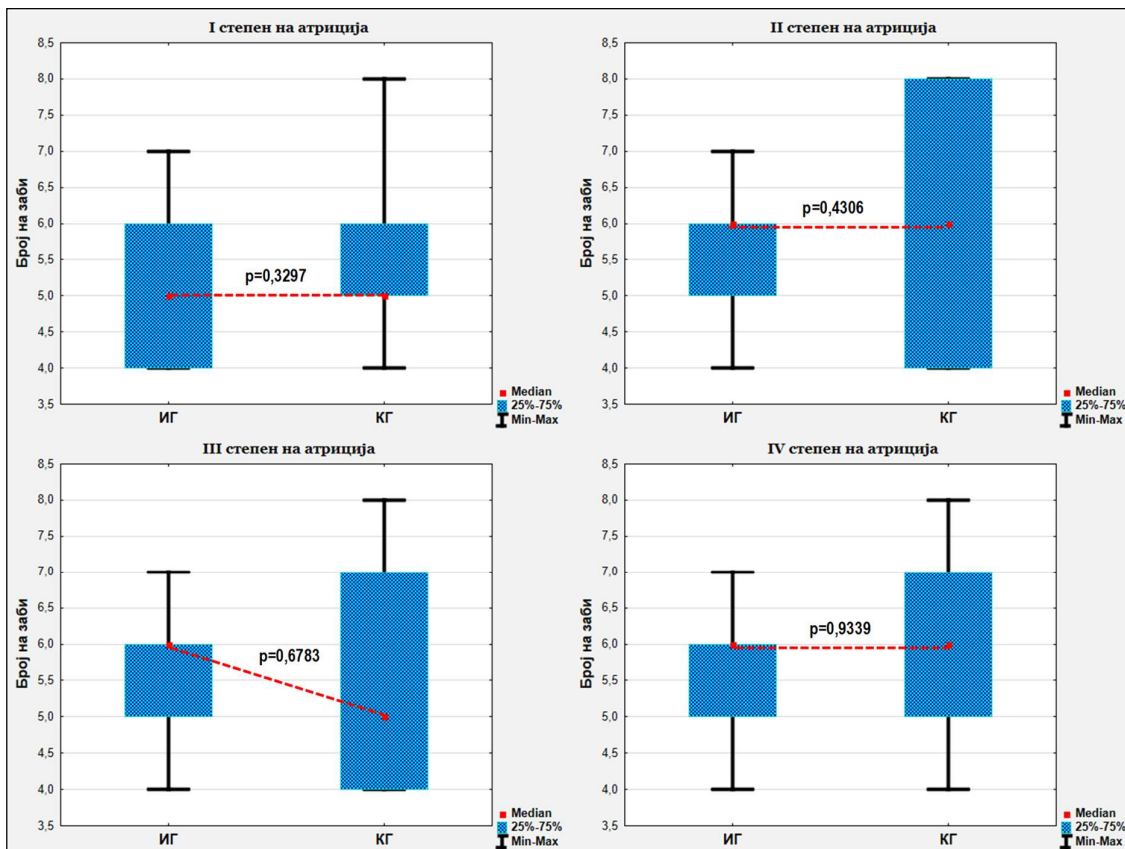 I степен на атриција
Број на заби
8,5
8,0
7,5
7,0
6,5
6,0
5,5
5,0
4,5
4,0
3,5
p=0,3297
ИГ
КГ
Median
25%-75%
Min-Max
II степен на атриција
Број на заби
8,5
8,0
7,5
7,0
6,5
6,0
5,5
5,0
4,5
4,0
3,5
p=0,4306
ИГ
КГ
Median
25%-75%
Min-Max
III степен на атриција
Број на заби
8,5
8,0
7,5
7,0
6,5
6,0
5,5
5,0
4,5
4,0
3,5
p=0,6783
ИГ
КГ
Median
25%-75%
Min-Max
IV степен на атриција
Број на заби
8,5
8,0
7,5
7,0
6,5
6,0
5,5
5,0
4,5
4,0
3,5
p=0,9339
ИГ
КГ
Median
25%-75%
Min-Max